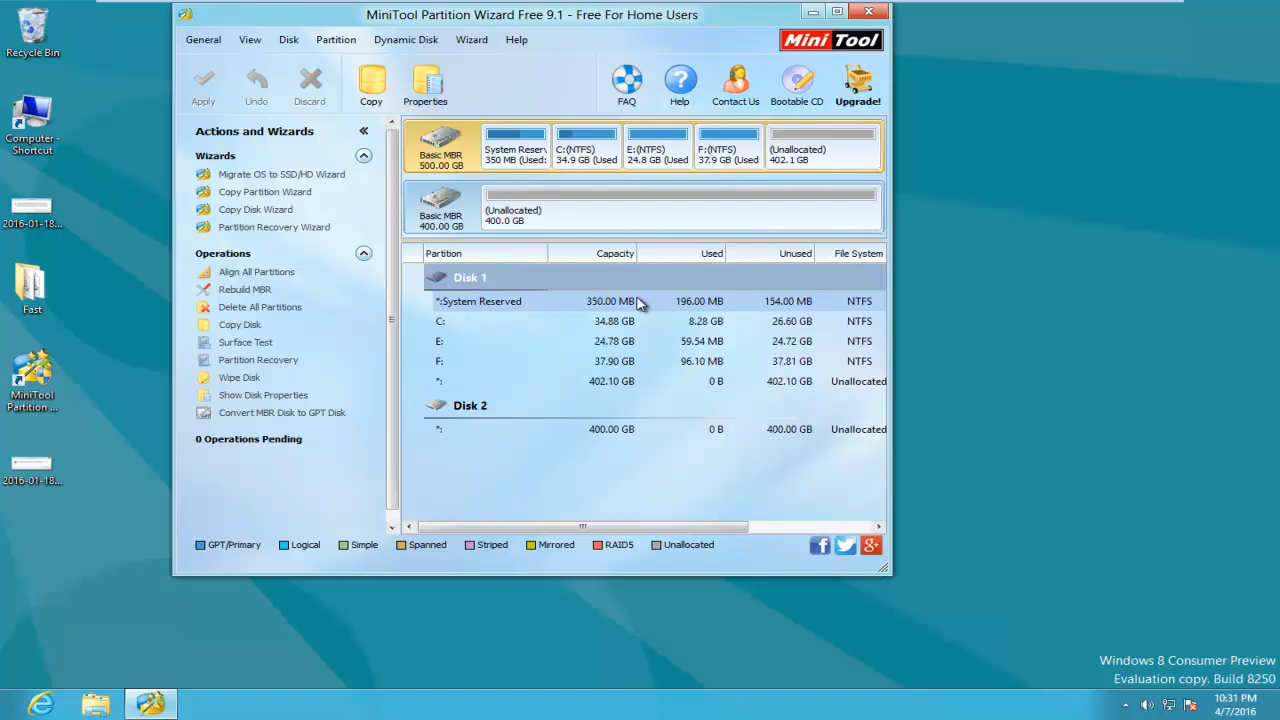 Recycle Bin
Computer -
Shortcut
2016-01-18...
Fast
MiniTool
Partition ...
2016-01-18...
MiniTool Partition Wizard Free 9.1 - Free For Home Users
General View Disk Partition Dynamic Disk Wizard Help
Mini Tool
Apply Undo Discard Copy Properties FAQ Help Contact Us Bootable CD Upgrade!
Actions and Wizards
Wizards
Migrate OS to SSD/HD Wizard
Copy Partition Wizard
Copy Disk Wizard
Partition Recovery Wizard
Operations
Align All Partitions
Rebuild MBR
Delete All Partitions
Copy Disk
Surface Test
Partition Recovery
Wipe Disk
Show Disk Properties
Convert MBR Disk to GPT Disk
0 Operations Pending
Basic MBR
500.00 GB
System Reserv
350 MB (Used:
C:(NTFS)
34.9 GB (Used
E:(NTFS)
24.8 GB (Used
F:(NTFS)
37.9 GB (Used
(Unallocated)
402.1 GB
Basic MBR
400.00 GB
(Unallocated)
400.0 GB
Partition Capacity Used Unused File System
Disk 1
*:System Reserved 350.00 MB 196.00 MB 154.00 MB NTFS
C: 34.88 GB 8.28 GB 26.60 GB NTFS
E: 24.78 GB 59.54 MB 24.72 GB NTFS
F: 37.90 GB 96.10 MB 37.81 GB NTFS
*: 402.10 GB 0 B 402.10 GB Unallocated
Disk 2
*: 400.00 GB 0 B 400.00 GB Unallocated
GPT/Primary Logical Simple Spanned Striped Mirrored RAID5 Unallocated
Windows 8 Consumer Preview
Evaluation copy. Build 8250
10:31 PM
4/7/2016